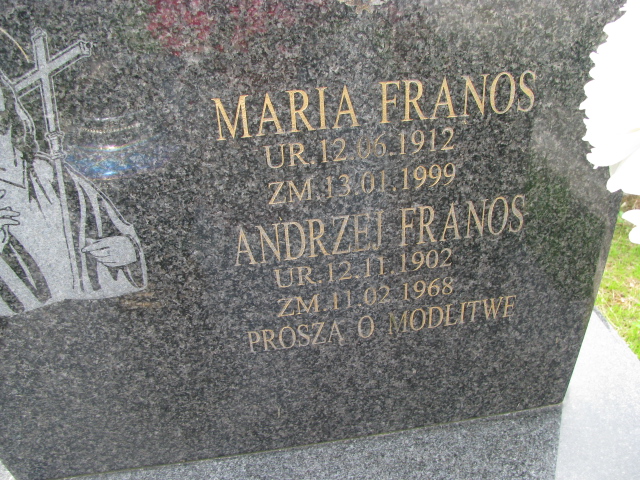 MARIA FRANOS
UR.12.06.1912
ZM.13.01.1999
ANDRZEJ FRANOS
UR.12.11.1902
ZM.11.02 1968
PROSZĄ O MODLITWĘ